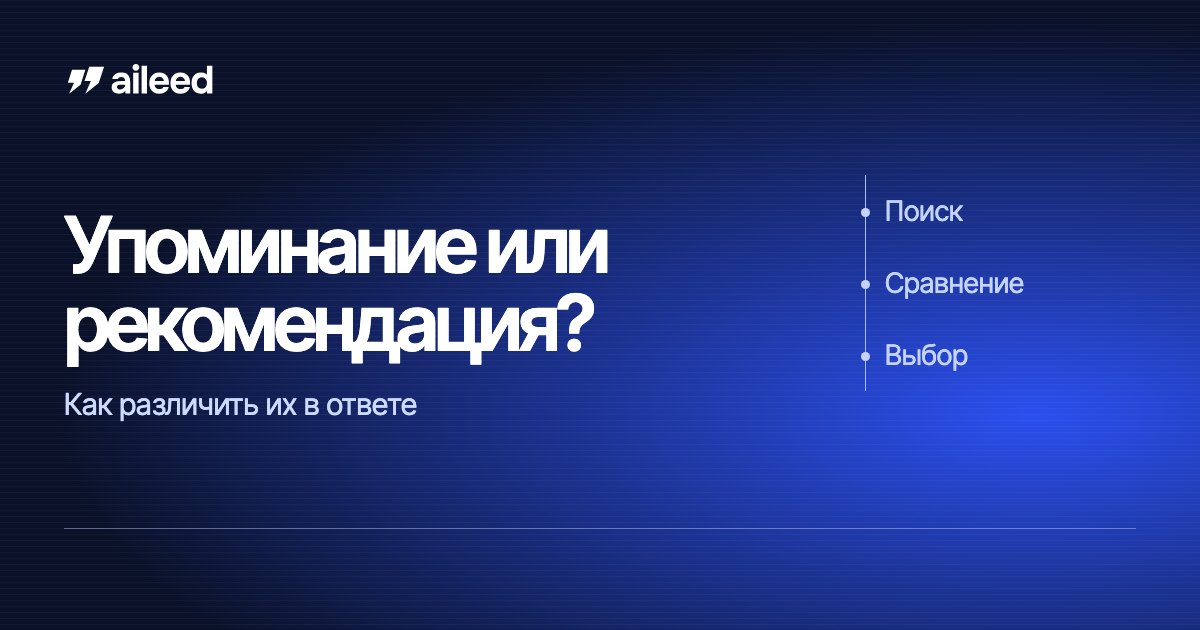 aileed
Упоминание или
рекомендация?
Как различить их в ответе
Поиск
Сравнение
Выбор